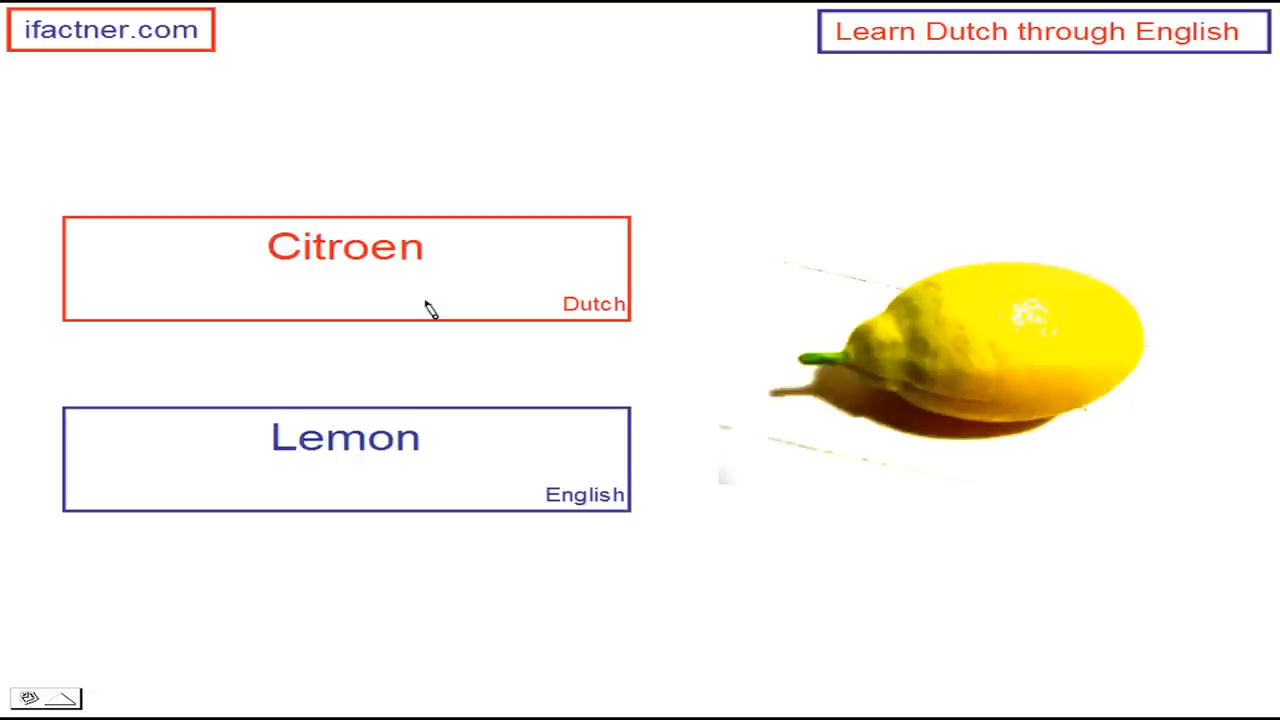 ifactner.com
Learn Dutch through English
Citroen
Dutch
Lemon
English